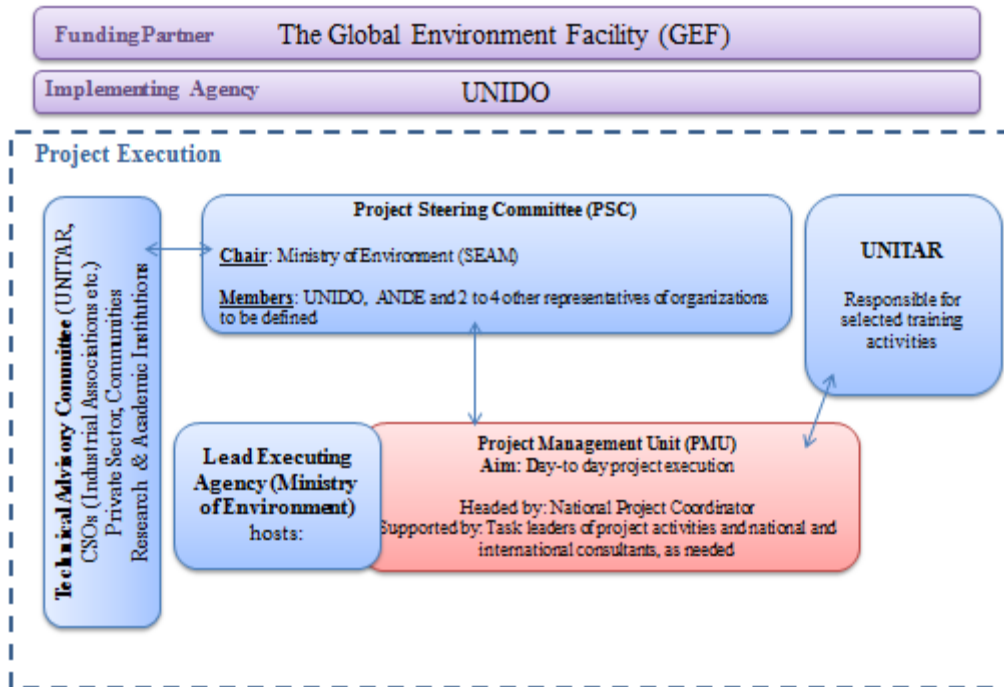 Funding Partner The Global Environment Facility (GEF)
Implementing Agency UNIDO
Project Execution
Technical Advisory Committee (UNITAR,
CSOs (Industrial Associations etc.)
Private Sector, Communities
Research & Academic Institutions
Project Steering Committee (PSC)
Chair: Ministry of Environment (SEAM)
Members: UNIDO, ANDE and 2 to 4 other representatives of organizations
to be defined
UNITAR
Responsible for
selected training
activities
Lead Executing
Agency (Ministry
of Environment)
hosts:
Project Management Unit (PMU)
Aim: Day-to day project execution
Headed by: National Project Coordinator
Supported by: Task leaders of project activities and national and
international consultants, as needed